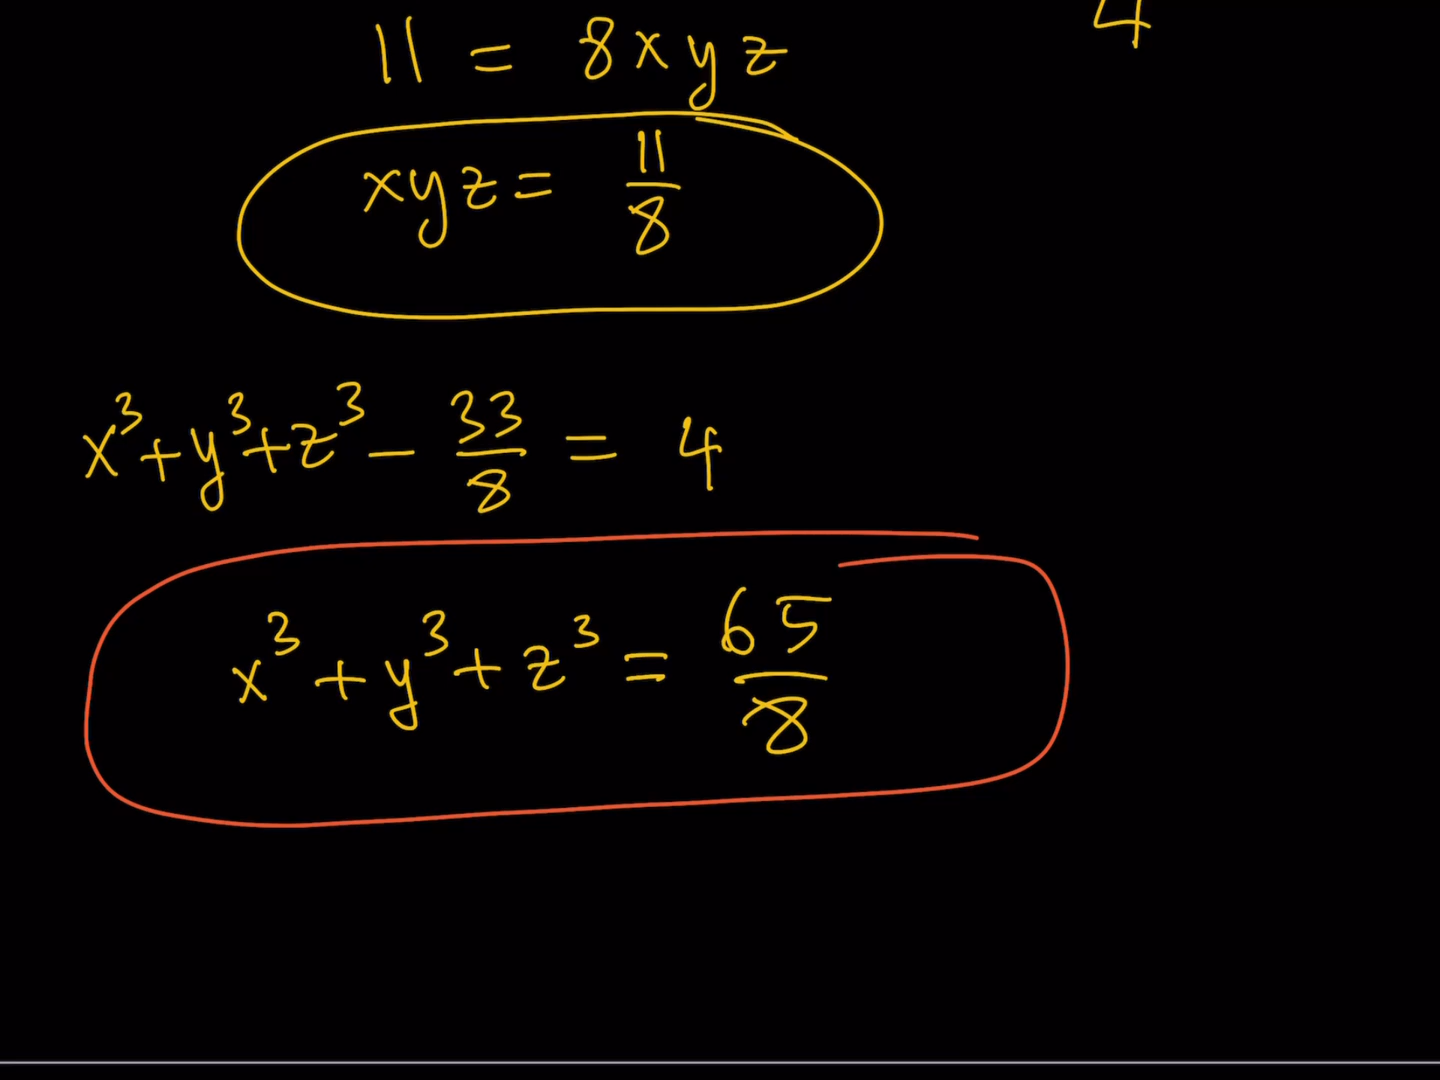 11 = 8xyz
4
xyz = 11/8
x³+y³+z³ - 33/8 = 4
x³ + y³ + z³ = 65/8